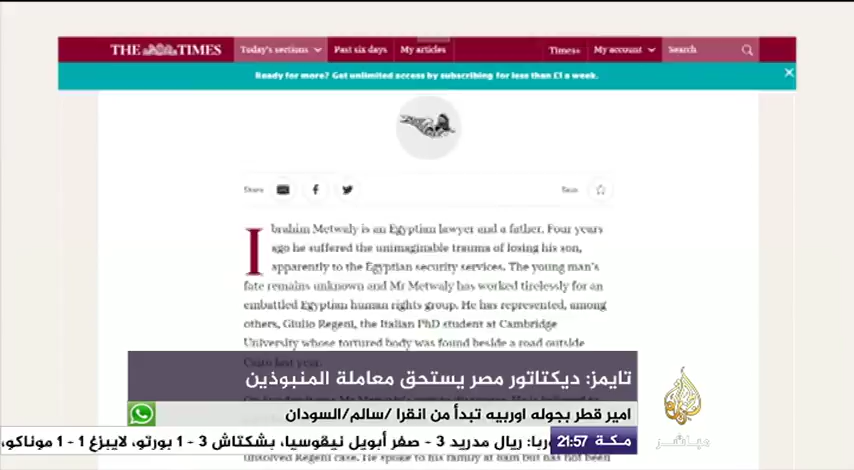 THE TIMES
Today's sections
Past six days
My articles
Times+
My account
Search
Ready for more? Get unlimited access by subscribing for less than £1 a week.
Share
Save
Ibrahim Metwaly is an Egyptian lawyer and a father. Four years
ago he suffered the unimaginable trauma of losing his son,
apparently to the Egyptian security services. The young man's
fate remains unknown and Mr Metwaly has worked tirelessly for an
embattled Egyptian human rights group. He has represented, among
others, Giulio Regeni, the Italian PhD student at Cambridge
University whose tortured body was found beside a road outside
Cairo last year.
تايمز: ديكتاتور مصر يستحق معاملة المنبوذين
امير قطر بجوله اوربيه تبدأ من انقرا /سالم/السودان
مكة 21:57
وربا: ريال مدريد 3 - صفر أبويل نيقوسيا، بشكتاش 3 - 1 بورتو، لايبزغ 1 - 1 موناكو،
unsolved Regeni case. He spoke to his family at 8am but has not been
الجزيرة
مباشر